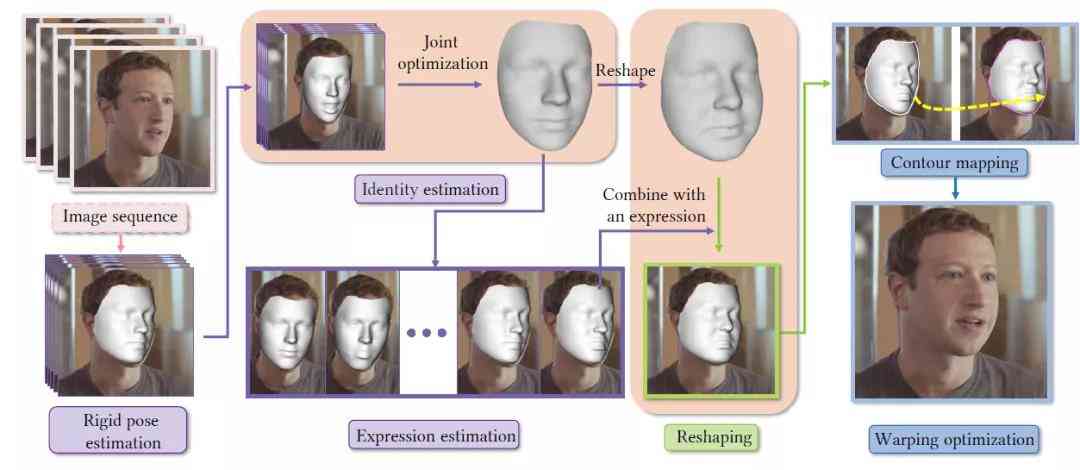 Image sequence
Rigid pose
estimation
Joint
optimization
Identity estimation
Expression estimation
Reshape
Combine with
an expression
Reshaping
Contour mapping
Warping optimization